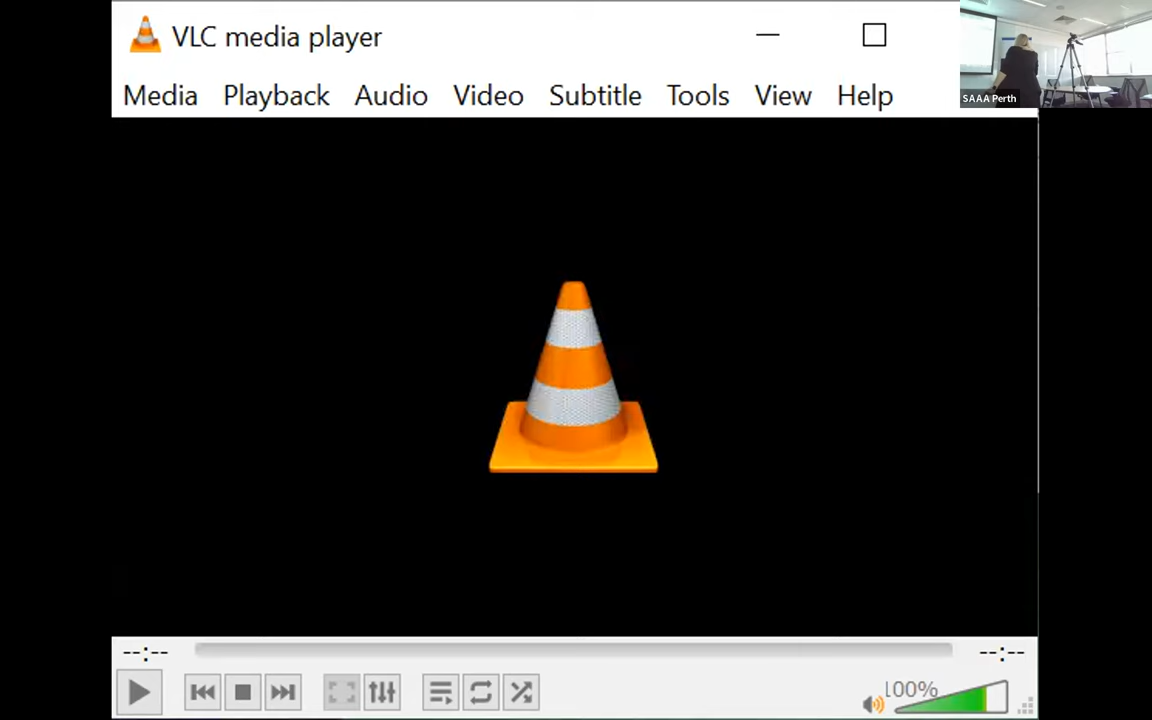 VLC media player
Media Playback Audio Video Subtitle Tools View Help
SAAA Perth
--:-- --:--
100%